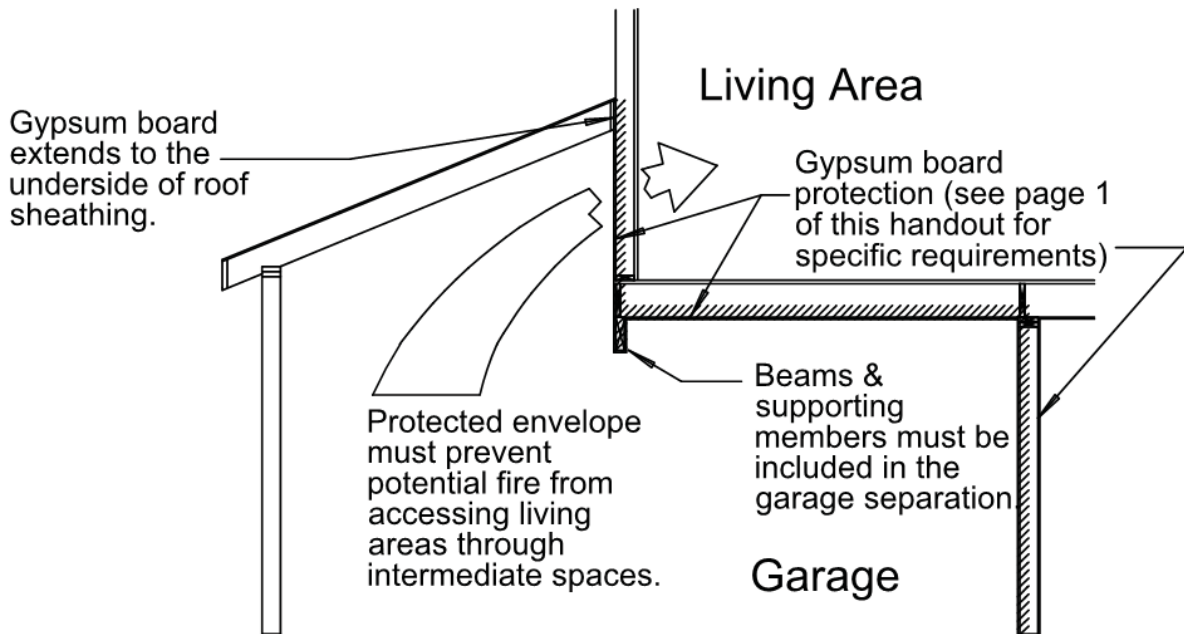 Living Area
Gypsum board
extends to the
underside of roof
sheathing.
Gypsum board
protection (see page 1
of this handout for
specific requirements)
Protected envelope
must prevent
potential fire from
accessing living
areas through
intermediate spaces.
Beams &
supporting
members must be
included in the
garage separation.
Garage